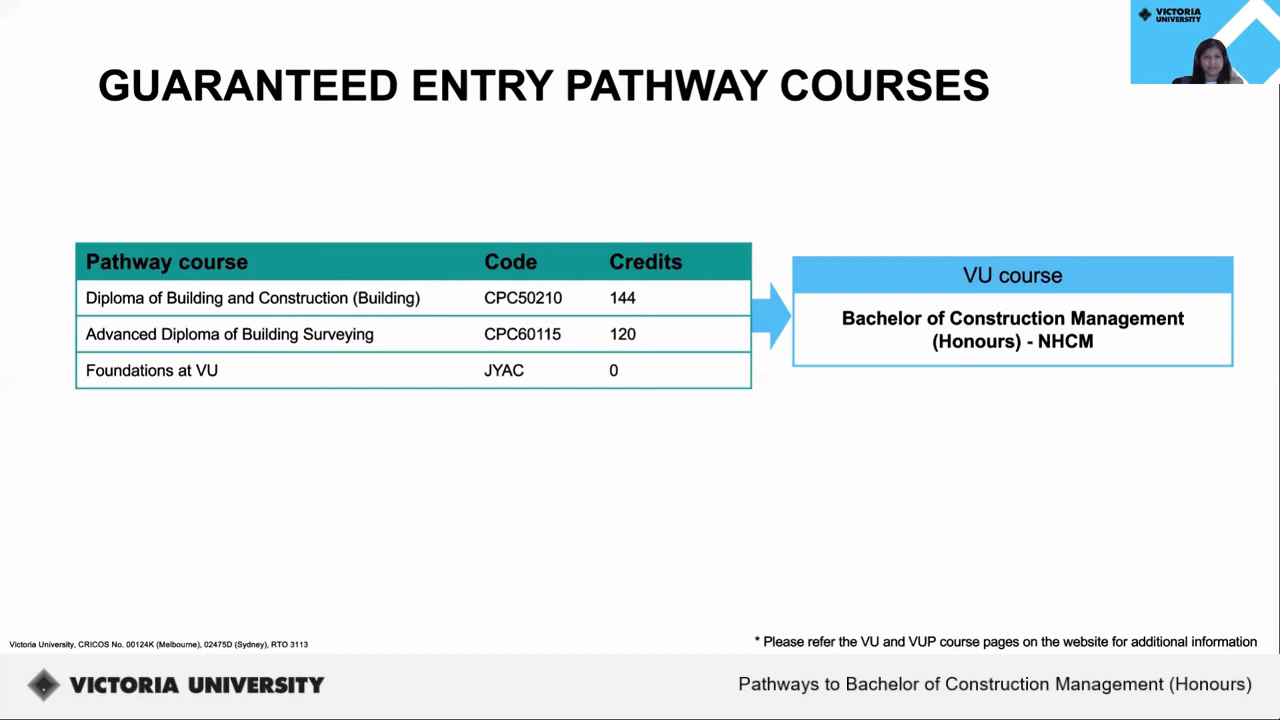 VICTORIA
UNIVERSITY
GUARANTEED ENTRY PATHWAY COURSES
Pathway course Code Credits
Diploma of Building and Construction (Building) CPC50210 144
Advanced Diploma of Building Surveying CPC60115 120
Foundations at VU JYAC 0
VU course
Bachelor of Construction Management
(Honours) - NHCM
Victoria University, CRICOS No. 00124K (Melbourne), 02475D (Sydney), RTO 3113
* Please refer the VU and VUP course pages on the website for additional information
VICTORIA UNIVERSITY
Pathways to Bachelor of Construction Management (Honours)